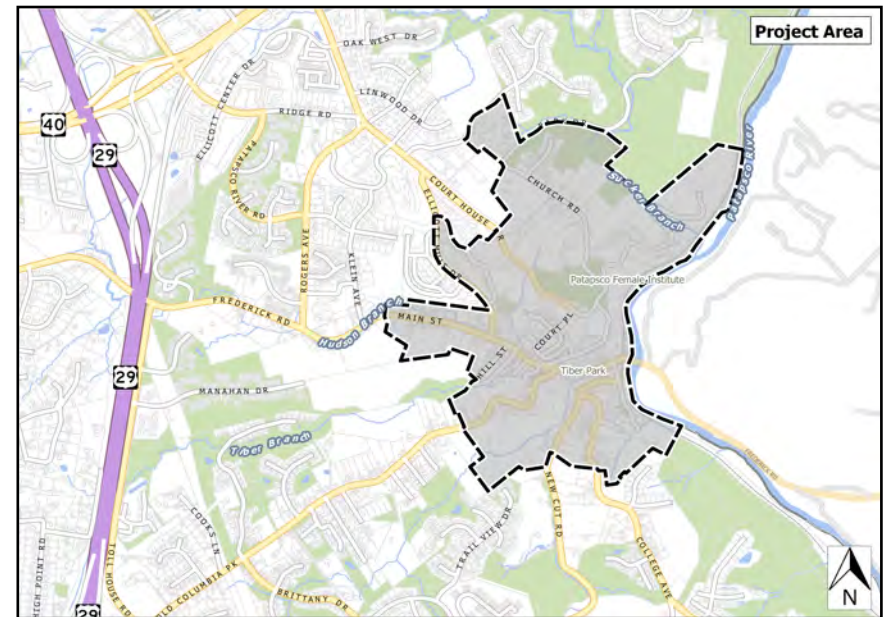 Project Area
OAK WEST DR
ELLICOTT CENTER DR
LINWOOD DR
RIDGE RD
40
29
PATAPSCO RIVER RD
ROGERS AVE
COURT HOUSE
CHURCH RD
Sucker Branch
Patapsco River
KLEIN AVE
Patapsco Female Institute
FREDERICK RD
Hudson Branch
MAIN ST
COURT PL
HILL ST
Tiber Park
29
MANAHAN DR
Tiber Branch
FREDERICK RD
COOKS LN
NEW CUT RD
TRAIL VIEW DR
COLLEGE AVE
HIGH POINT RD
TOLL HOUSE RD
OLD COLUMBIA PK
BRITTANY DR
29
N